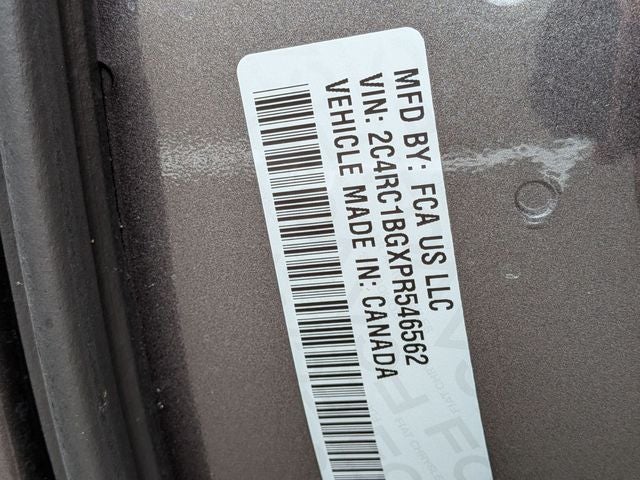 MFD BY: FCA US LLC
VIN: 2C4RC1BGXPR546562
VEHICLE MADE IN: CANADA